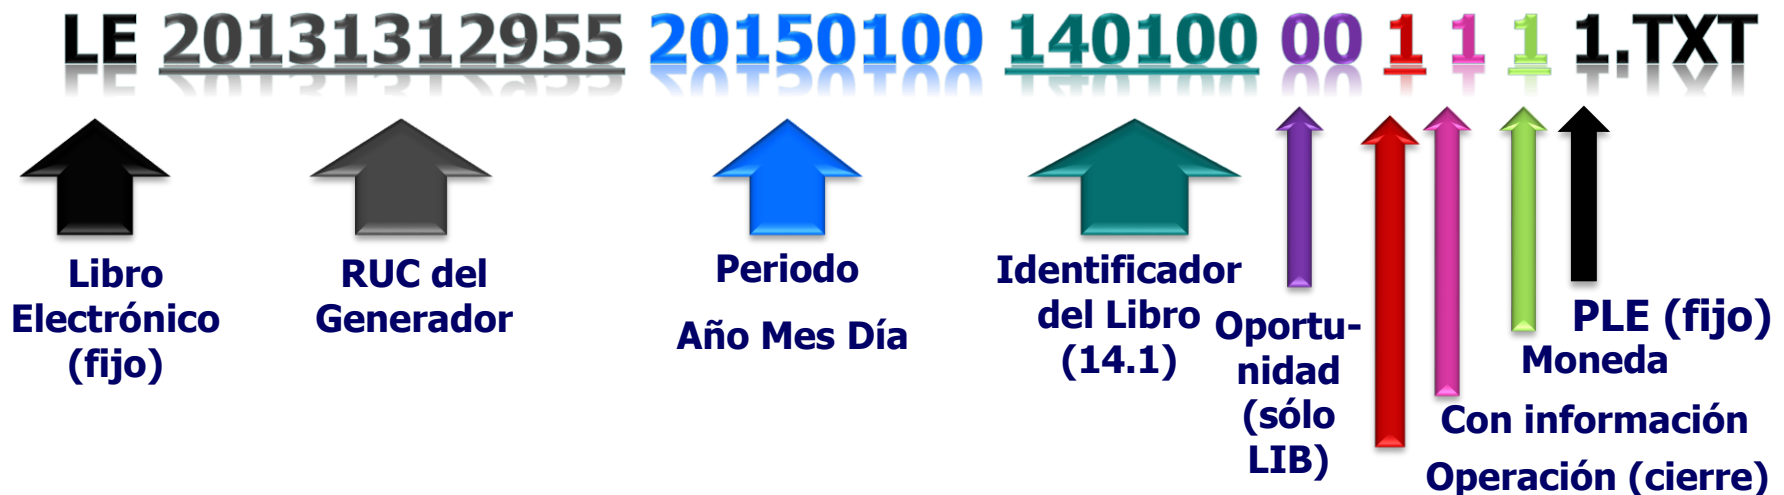 LE 20131312955 20150100 140100 00 1 1 1 1.TXT
Libro
Electrónico
(fijo)
RUC del
Generador
Periodo
Año Mes Día
Identificador
del Libro
(14.1)
Oportu-
nidad
(sólo
LIB)
PLE (fijo)
Moneda
Con información
Operación (cierre)